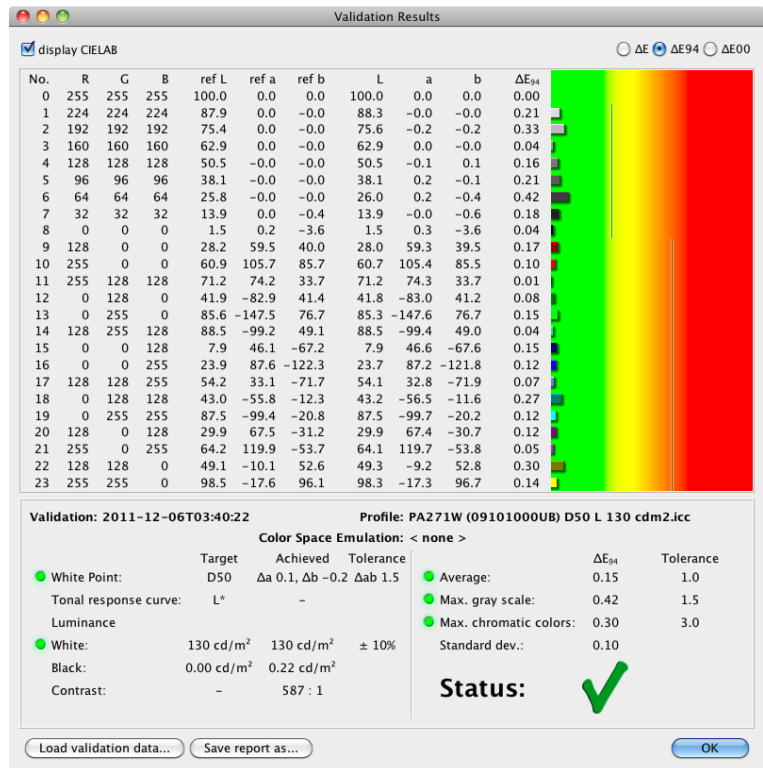 Validation Results
display CIELAB ΔE ΔE94 ΔE00
No. R G B ref L ref a ref b L a b ΔE₉₄
0 255 255 255 100.0 0.0 0.0 100.0 0.0 0.0 0.00
1 224 224 224 87.9 0.0 -0.0 88.3 -0.0 -0.0 0.21
2 192 192 192 75.4 0.0 -0.0 75.6 -0.2 -0.2 0.33
3 160 160 160 62.9 0.0 -0.0 62.9 0.0 -0.0 0.04
4 128 128 128 50.5 -0.0 -0.0 50.5 -0.1 0.1 0.16
5 96 96 96 38.1 -0.0 -0.0 38.1 0.2 -0.1 0.21
6 64 64 64 25.8 -0.0 -0.0 26.0 0.2 -0.4 0.42
7 32 32 32 13.9 0.0 -0.4 13.9 -0.0 -0.6 0.18
8 0 0 0 1.5 0.2 -3.6 1.5 0.3 -3.6 0.04
9 128 0 0 28.2 59.5 40.0 28.0 59.3 39.5 0.17
10 255 0 0 60.9 105.7 85.7 60.7 105.4 85.5 0.10
11 255 128 128 71.2 74.2 33.7 71.2 74.3 33.7 0.01
12 0 128 0 41.9 -82.9 41.4 41.8 -83.0 41.2 0.08
13 0 255 0 85.6 -147.5 76.7 85.3 -147.6 76.7 0.15
14 128 255 128 88.5 -99.2 49.1 88.5 -99.4 49.0 0.04
15 0 0 128 7.9 46.1 -67.2 7.9 46.6 -67.6 0.15
16 0 0 255 23.9 87.6 -122.3 23.7 87.2 -121.8 0.12
17 128 128 255 54.2 33.1 -71.7 54.1 32.8 -71.9 0.07
18 0 128 128 43.0 -55.8 -12.3 43.2 -56.5 -11.6 0.27
19 0 255 255 87.5 -99.4 -20.8 87.5 -99.7 -20.2 0.12
20 128 0 128 29.9 67.5 -31.2 29.9 67.4 -30.7 0.12
21 255 0 255 64.2 119.9 -53.7 64.1 119.7 -53.8 0.05
22 128 128 0 49.1 -10.1 52.6 49.3 -9.2 52.8 0.30
23 255 255 0 98.5 -17.6 96.1 98.3 -17.3 96.7 0.14
Validation: 2011-12-06T03:40:22 Profile: PA271W (09101000UB) D50 L 130 cdm2.icc
Color Space Emulation: < none >
Target Achieved Tolerance ΔE₉₄ Tolerance
White Point: D50 Δa 0.1, Δb -0.2 Δab 1.5 Average: 0.15 1.0
Tonal response curve: L* - Max. gray scale: 0.42 1.5
Luminance Max. chromatic colors: 0.30 3.0
White: 130 cd/m² 130 cd/m² ± 10% Standard dev.: 0.10
Black: 0.00 cd/m² 0.22 cd/m²
Contrast: - 587 : 1 Status:
Load validation data... Save report as... OK